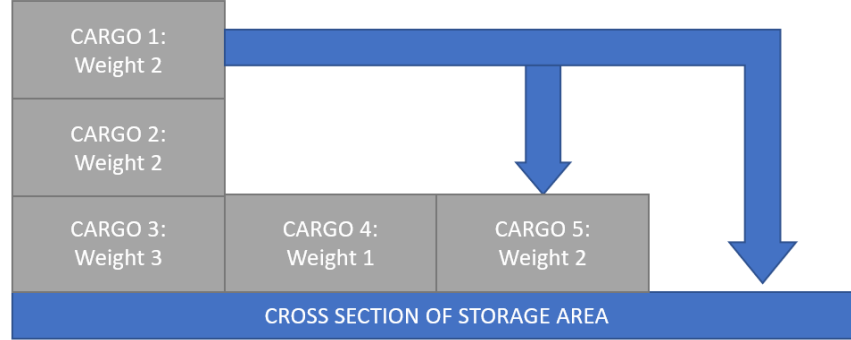 CARGO 1:
Weight 2
CARGO 2:
Weight 2
CARGO 3:
Weight 3
CARGO 4:
Weight 1
CARGO 5:
Weight 2
CROSS SECTION OF STORAGE AREA